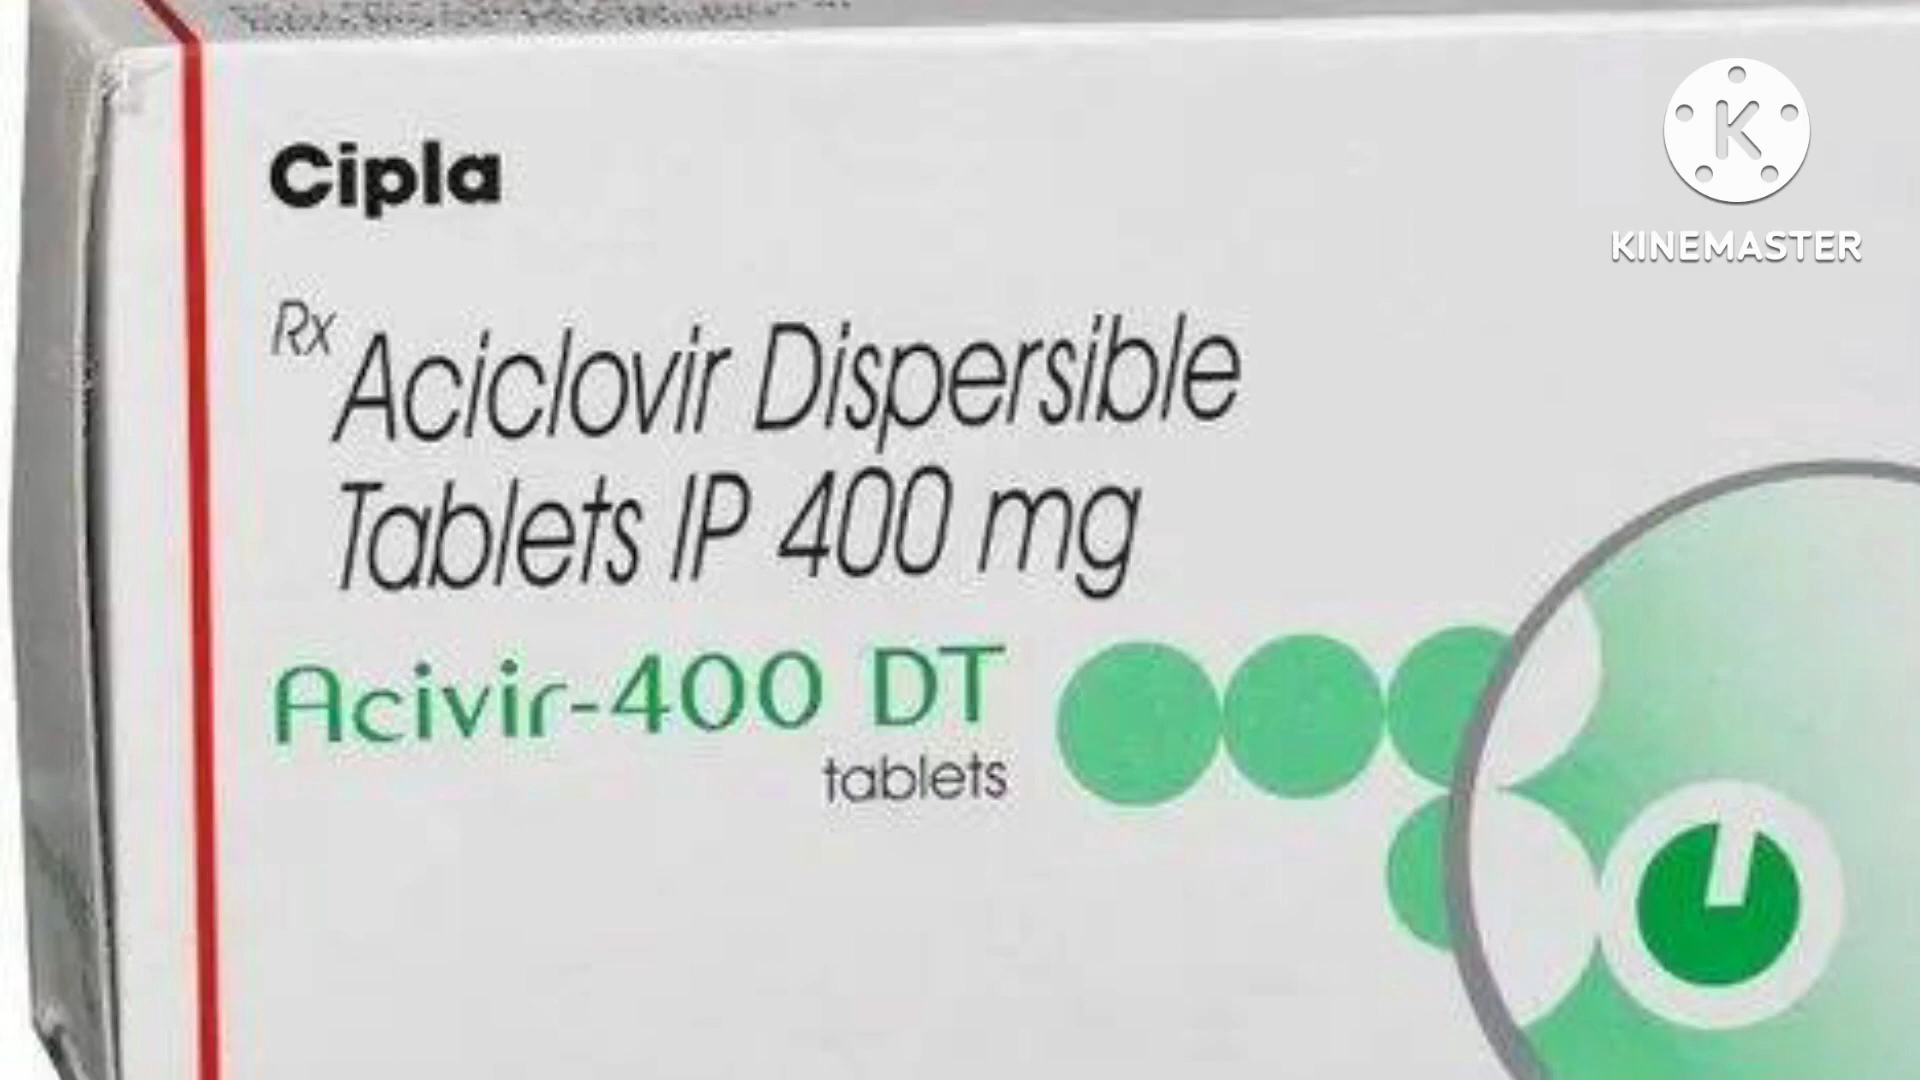 Cipla
Rx Aciclovir Dispersible
Tablets IP 400 mg
Acivir-400 DT
tablets
K
KINEMASTER